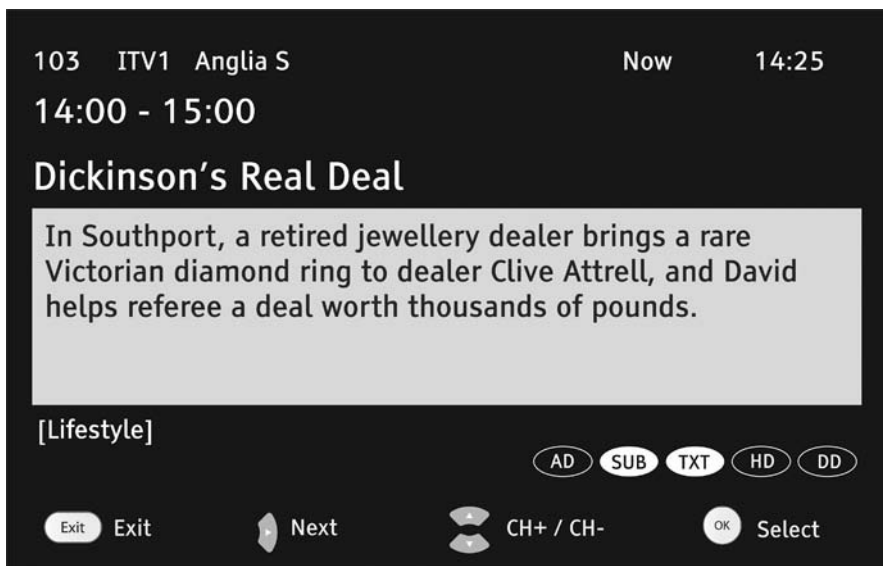 103 ITV1 Anglia S Now 14:25
14:00 - 15:00
Dickinson's Real Deal
In Southport, a retired jewellery dealer brings a rare
Victorian diamond ring to dealer Clive Attrell, and David
helps referee a deal worth thousands of pounds.
[Lifestyle]
AD SUB TXT HD DD
Exit Exit Next CH+ / CH- OK Select